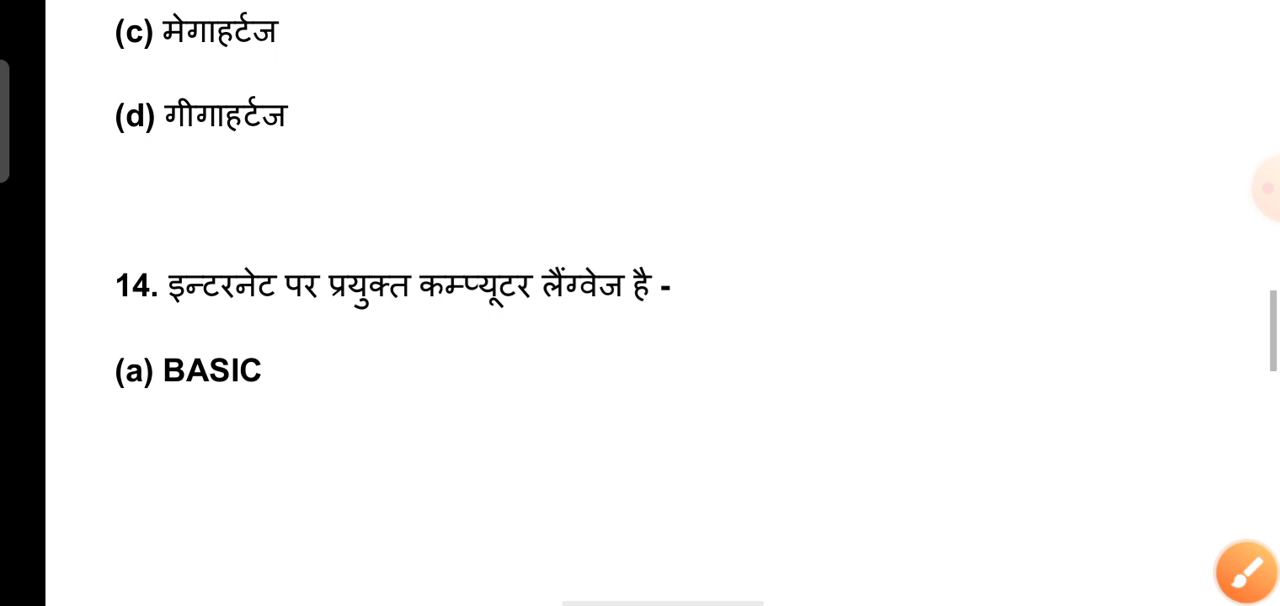 (c) मेगाहर्टज
(d) गीगाहर्टज
14. इन्टरनेट पर प्रयुक्त कम्प्यूटर लैंग्वेज है -
(a) BASIC